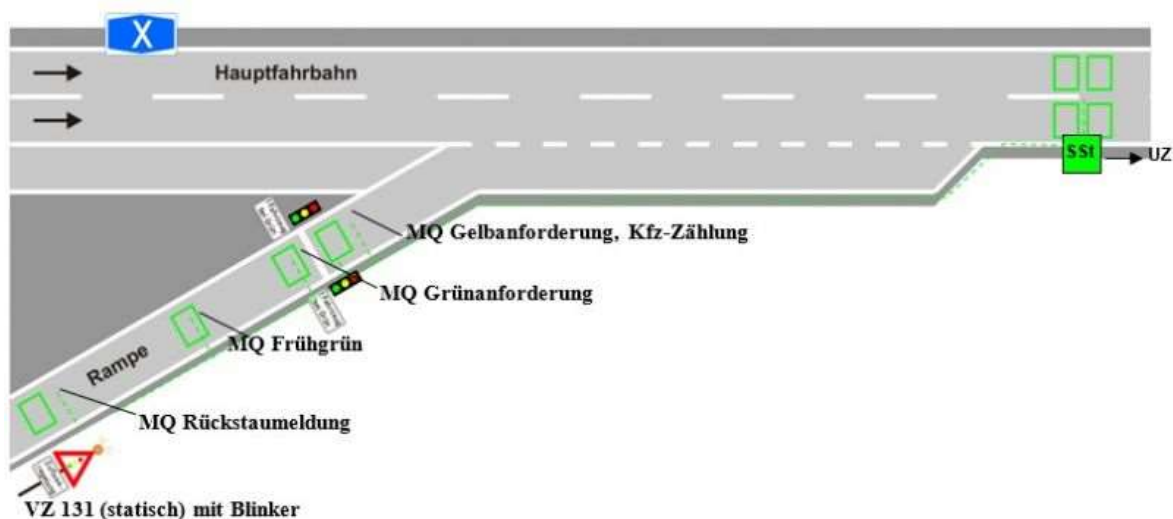 X
Hauptfahrbahn
SSt
UZ
MQ Gelbanforderung, Kfz-Zählung
MQ Grünanforderung
MQ Frühgrün
Rampe
MQ Rückstaumeldung
VZ 131 (statisch) mit Blinker